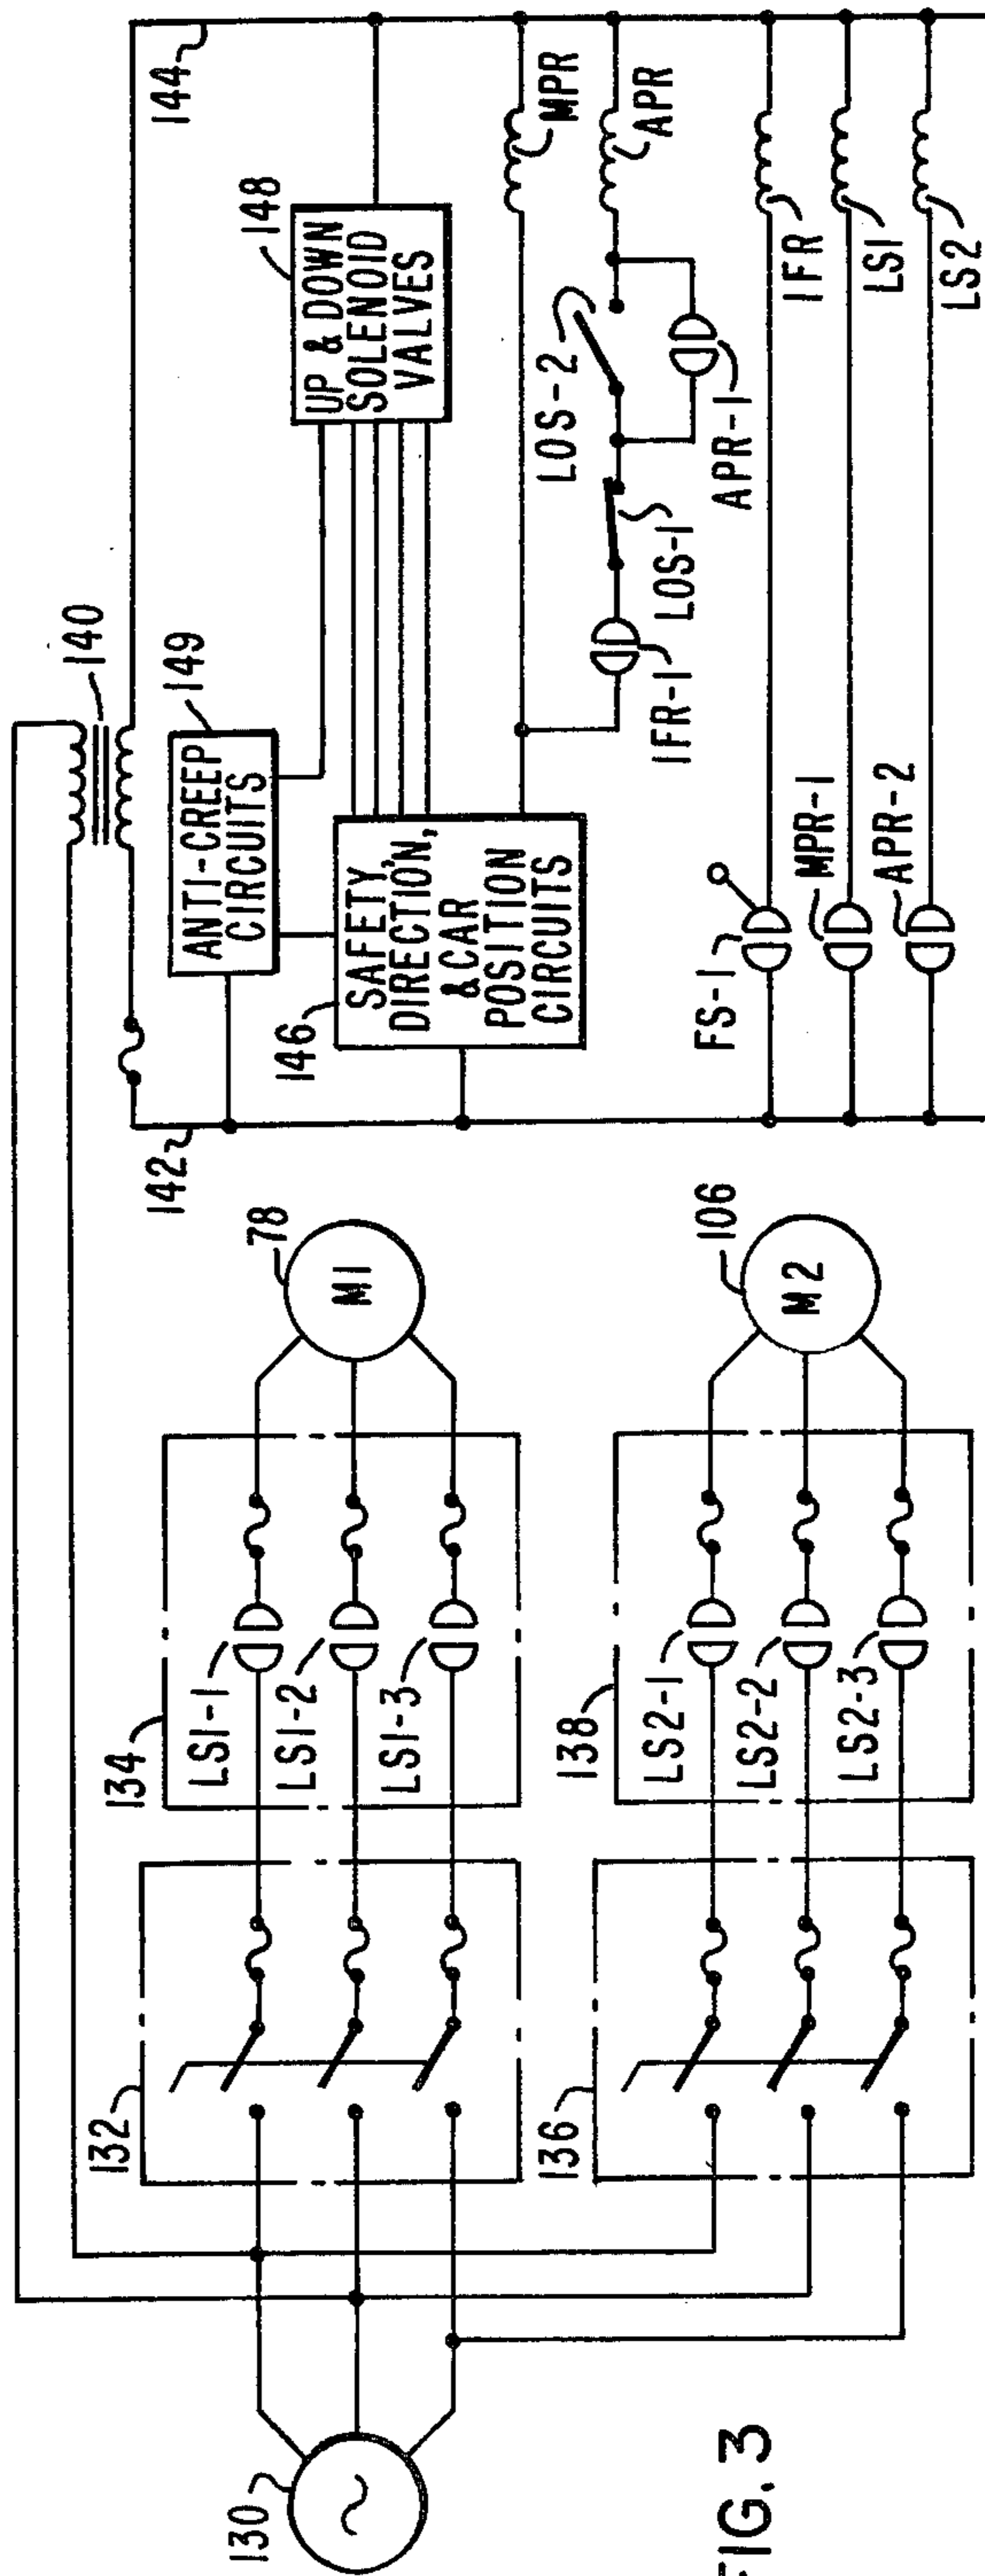 144
140
148
UP & DOWN
SOLENOID
VALVES
149
ANTI-CREEP
CIRCUITS
142
146
SAFETY,
DIRECTION,
& CAR
POSITION
CIRCUITS
MPR
APR
LOS-2
LOS-1
APR-1
1FR-1
FS-1
1FR
MPR-1
LS1
APR-2
LS2
130
132
134
LS1-1
LS1-2
LS1-3
78
M1
136
138
LS2-1
LS2-2
LS2-3
106
M2
FIG. 3